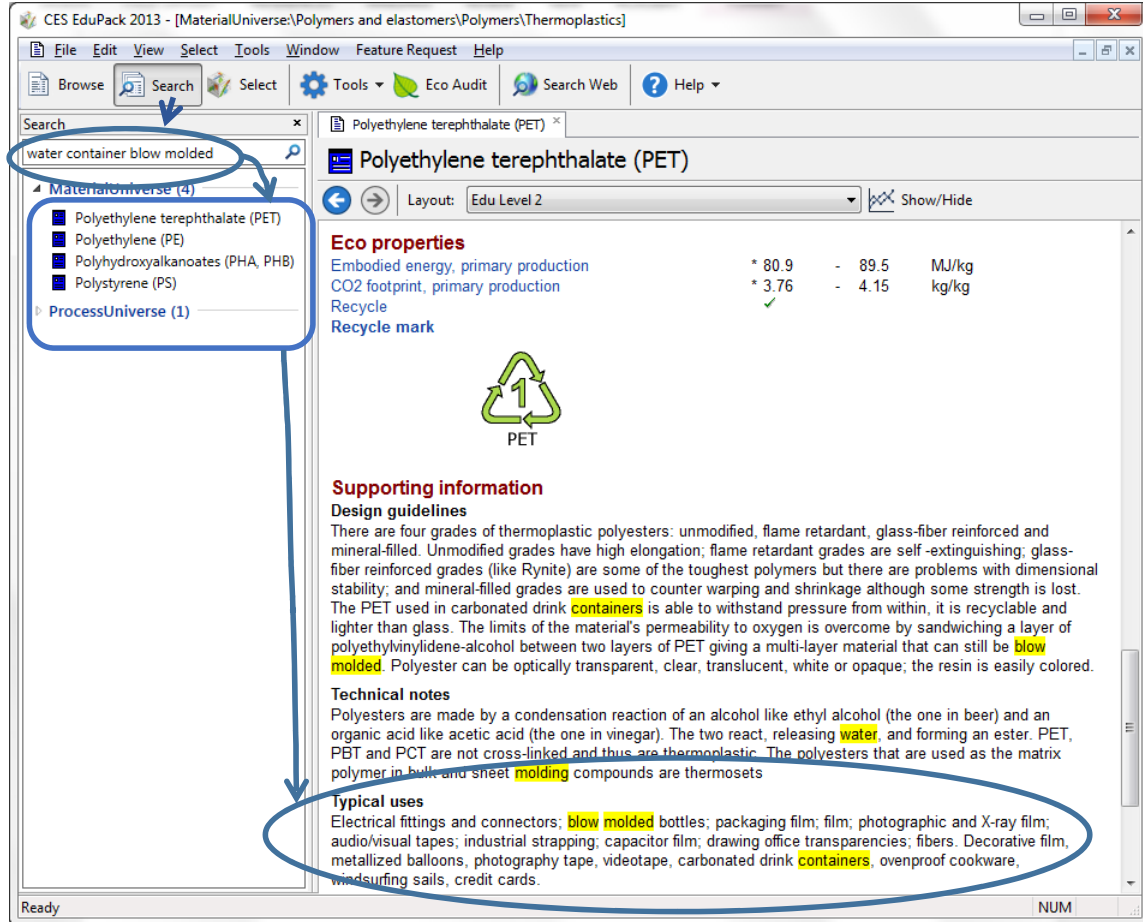 CES EduPack 2013 - [MaterialUniverse:\Polymers and elastomers\Polymers\Thermoplastics]
File Edit View Select Tools Window Feature Request Help
Browse Search Select Tools Eco Audit Search Web Help
Search
water container blow molded
MaterialUniverse (4)
Polyethylene terephthalate (PET)
Polyethylene (PE)
Polyhydroxyalkanoates (PHA, PHB)
Polystyrene (PS)
ProcessUniverse (1)
Polyethylene terephthalate (PET)
Polyethylene terephthalate (PET)
Layout: Edu Level 2 Show/Hide
Eco properties
Embodied energy, primary production * 80.9 - 89.5 MJ/kg
CO2 footprint, primary production * 3.76 - 4.15 kg/kg
Recycle ✓
Recycle mark
1
PET
Supporting information
Design guidelines
There are four grades of thermoplastic polyesters: unmodified, flame retardant, glass-fiber reinforced and
mineral-filled. Unmodified grades have high elongation; flame retardant grades are self -extinguishing; glass-
fiber reinforced grades (like Rynite) are some of the toughest polymers but there are problems with dimensional
stability; and mineral-filled grades are used to counter warping and shrinkage although some strength is lost.
The PET used in carbonated drink containers is able to withstand pressure from within, it is recyclable and
lighter than glass. The limits of the material's permeability to oxygen is overcome by sandwiching a layer of
polyethylvinylidene-alcohol between two layers of PET giving a multi-layer material that can still be blow
molded. Polyester can be optically transparent, clear, translucent, white or opaque; the resin is easily colored.
Technical notes
Polyesters are made by a condensation reaction of an alcohol like ethyl alcohol (the one in beer) and an
organic acid like acetic acid (the one in vinegar). The two react, releasing water, and forming an ester. PET,
PBT and PCT are not cross-linked and thus are thermoplastic. The polyesters that are used as the matrix
polymer in bulk and sheet molding compounds are thermosets
Typical uses
Electrical fittings and connectors; blow molded bottles; packaging film; film; photographic and X-ray film;
audio/visual tapes; industrial strapping; capacitor film; drawing office transparencies; fibers. Decorative film,
metallized balloons, photography tape, videotape, carbonated drink containers, ovenproof cookware,
windsurfing sails, credit cards.
Ready NUM